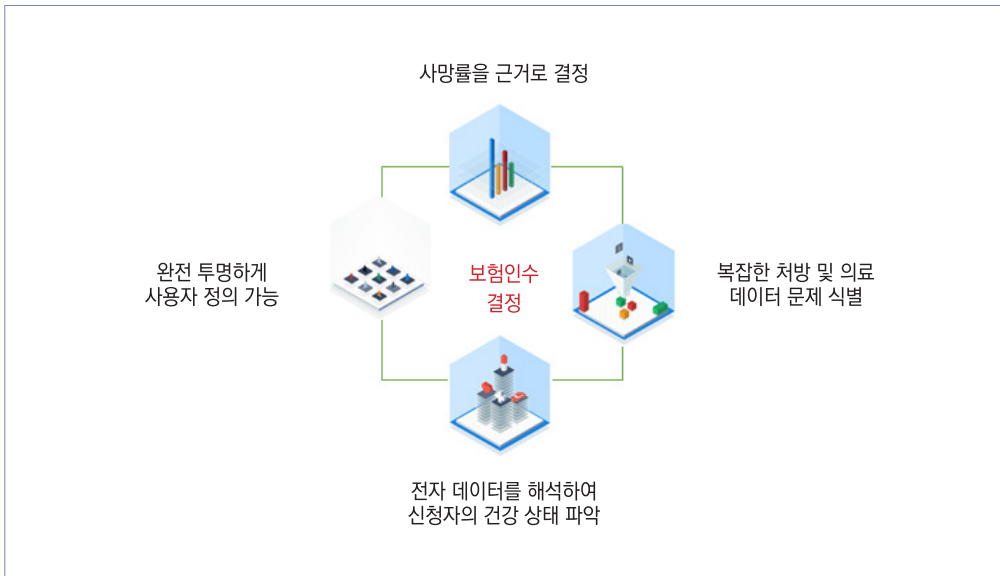 사망률을 근거로 결정
완전 투명하게
사용자 정의 가능
보험인수
결정
복잡한 처방 및 의료
데이터 문제 식별
전자 데이터를 해석하여
신청자의 건강 상태 파악